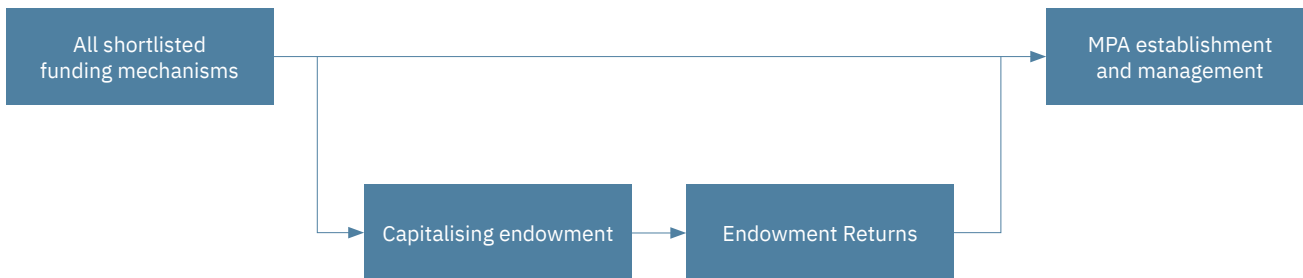 All shortlisted
funding mechanisms
MPA establishment
and management
Capitalising endowment
Endowment Returns